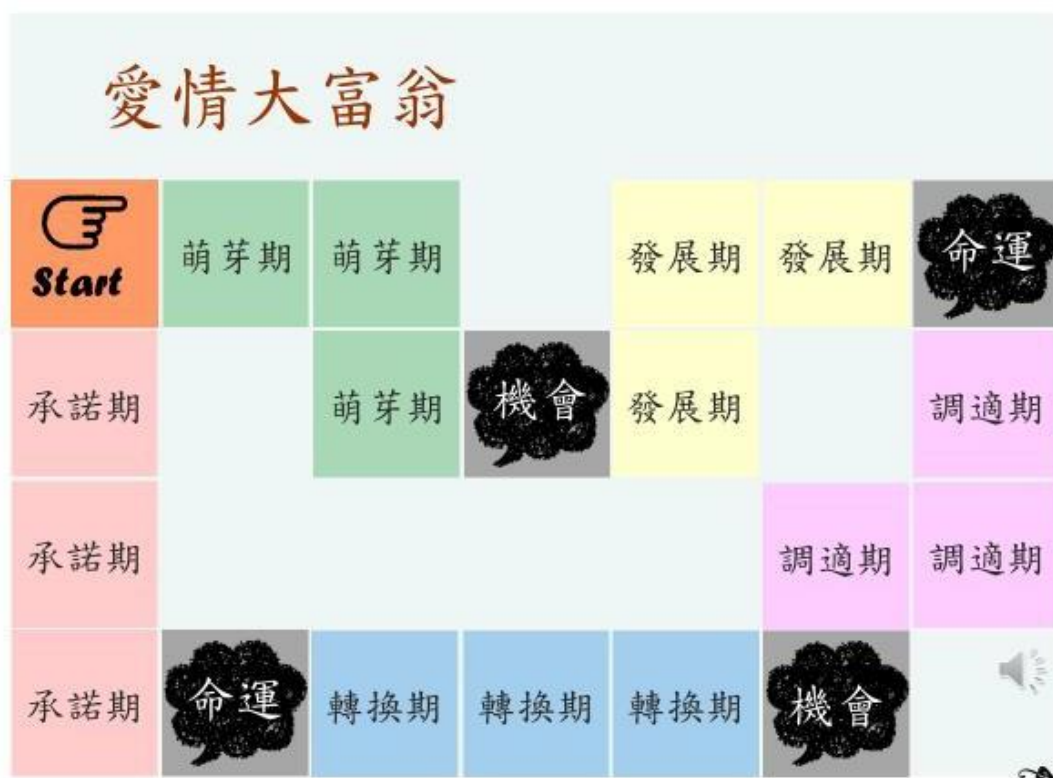 愛情大富翁
Start 萌芽期 萌芽期 發展期 發展期 命運
承諾期 萌芽期 機會 發展期 調適期
承諾期 調適期 調適期
承諾期 命運 轉換期 轉換期 轉換期 機會